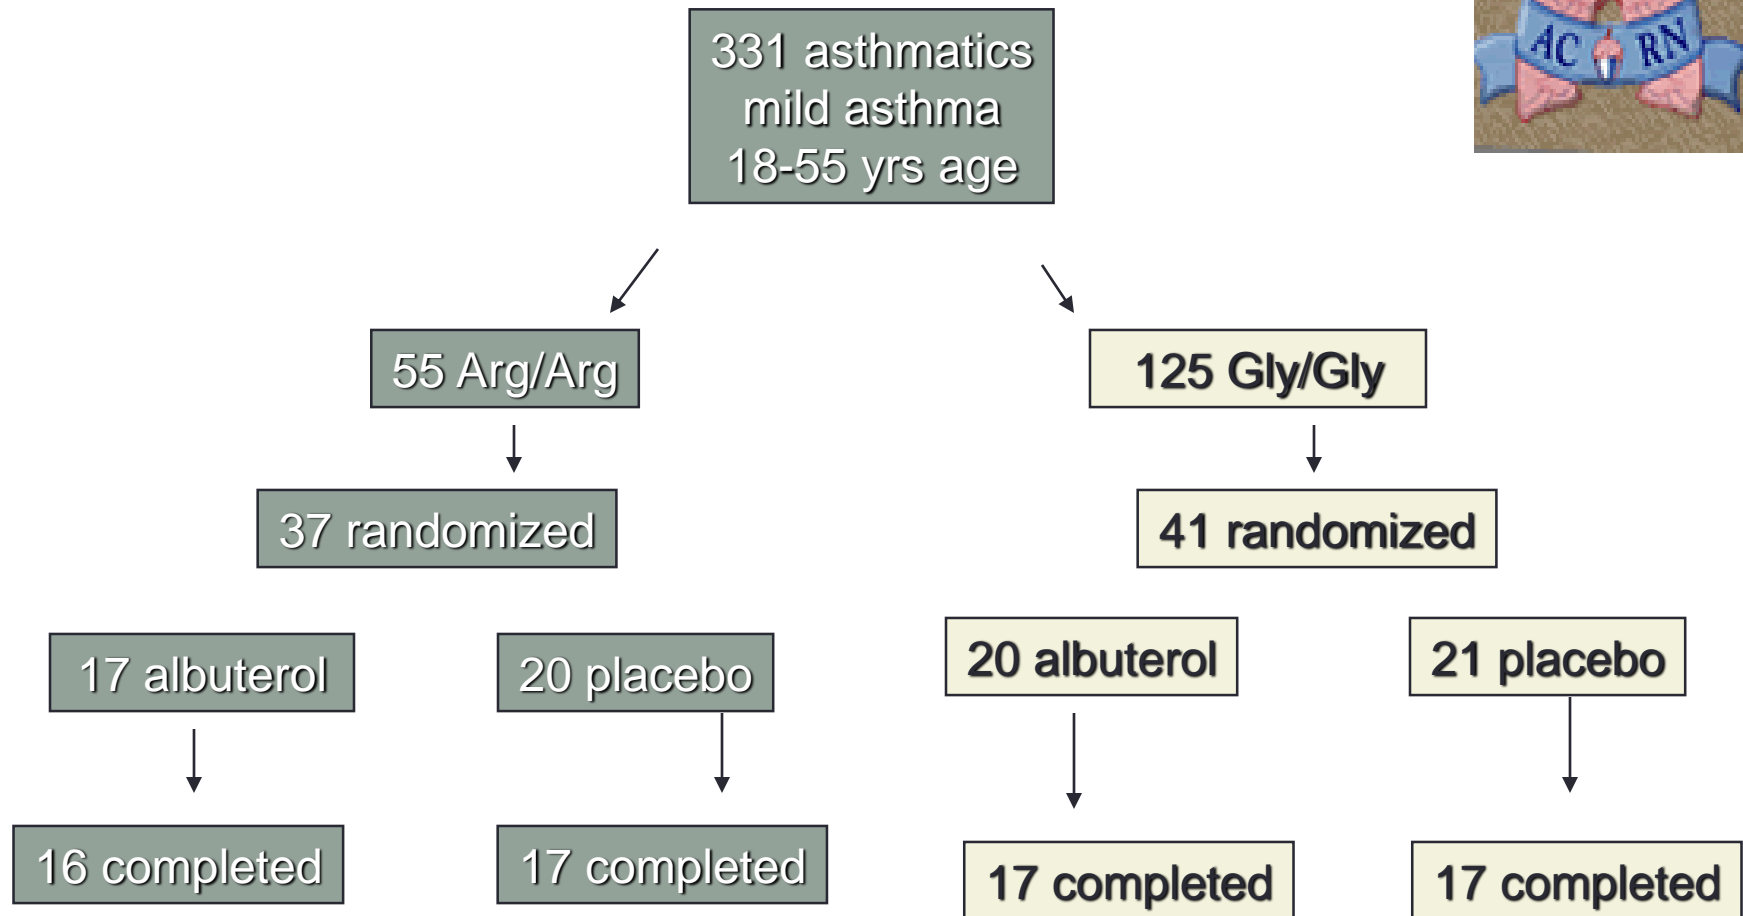 331 asthmatics
mild asthma
18-55 yrs age
AC RN
55 Arg/Arg
125 Gly/Gly
37 randomized
41 randomized
17 albuterol
20 placebo
20 albuterol
21 placebo
16 completed
17 completed
17 completed
17 completed